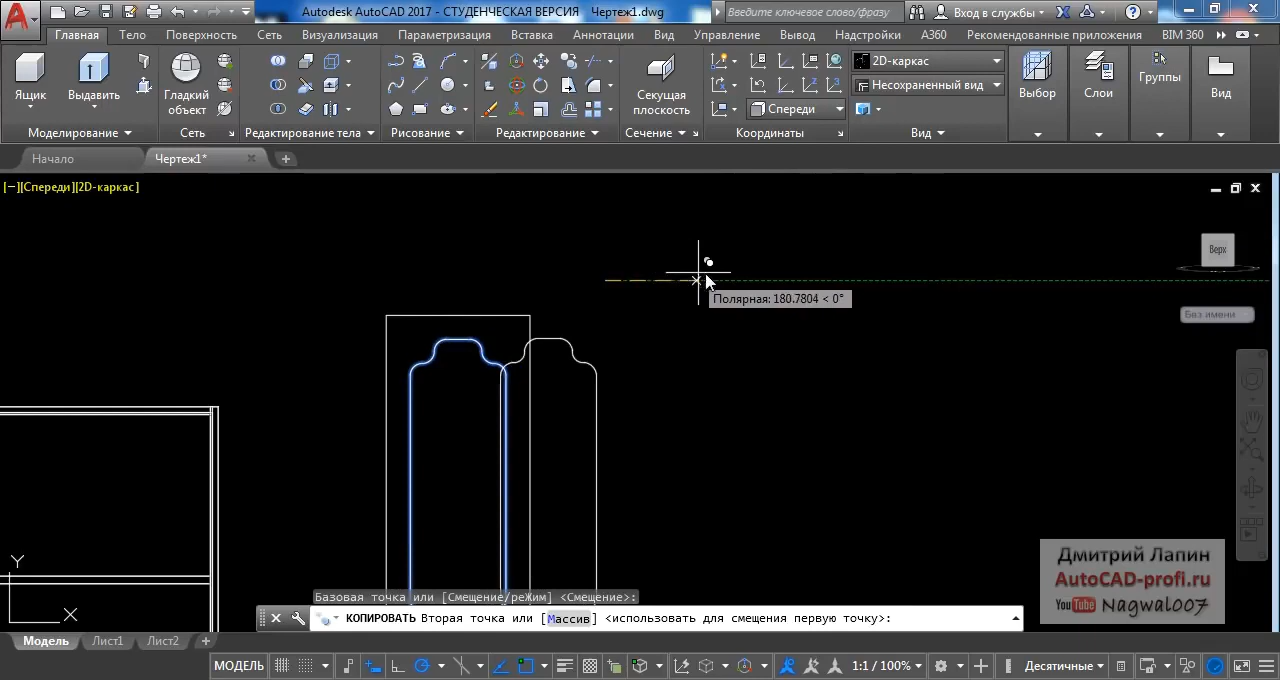 Autodesk AutoCAD 2017 - СТУДЕНЧЕСКАЯ ВЕРСИЯ Чертеж1.dwg
Введите ключевое слово/фразу
Вход в службы
Главная Тело Поверхность Сеть Визуализация Параметризация Вставка Аннотации Вид Управление Вывод Надстройки A360 Рекомендованные приложения BIM 360
2D-каркас
Несохраненный вид
Ящик Выдавить Гладкий объект Секущая плоскость Спереди Выбор Слои Группы Вид
Моделирование Сеть Редактирование тела Рисование Редактирование Сечение Координаты Вид
Начало Чертеж1*
[−][Спереди][2D-каркас]
Верх
Полярная: 180.7804 < 0°
Без имени
Y
X
Дмитрий Лапин
AutoCAD-profi.ru
YouTube Nagwal007
Базовая точка или [Смещение/реЖим] <Смещение>:
КОПИРОВАТЬ Вторая точка или [Массив] <использовать для смещения первую точку>:
Модель Лист1 Лист2
МОДЕЛЬ 1:1 / 100% Десятичные